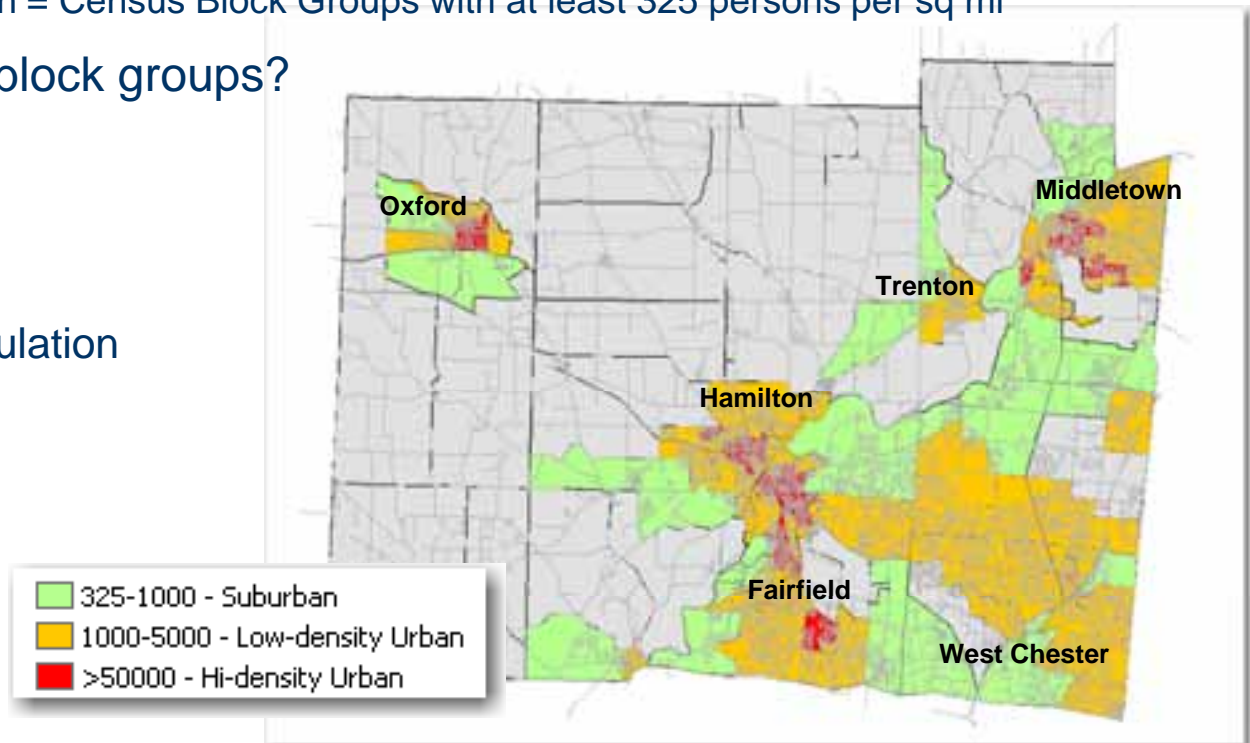 = Census Block Groups with at least 325 persons per sq mi
block groups?
Middletown
Oxford
Trenton
ulation
Hamilton
325-1000 - Suburban
1000-5000 - Low-density Urban
>50000 - Hi-density Urban
Fairfield
West Chester